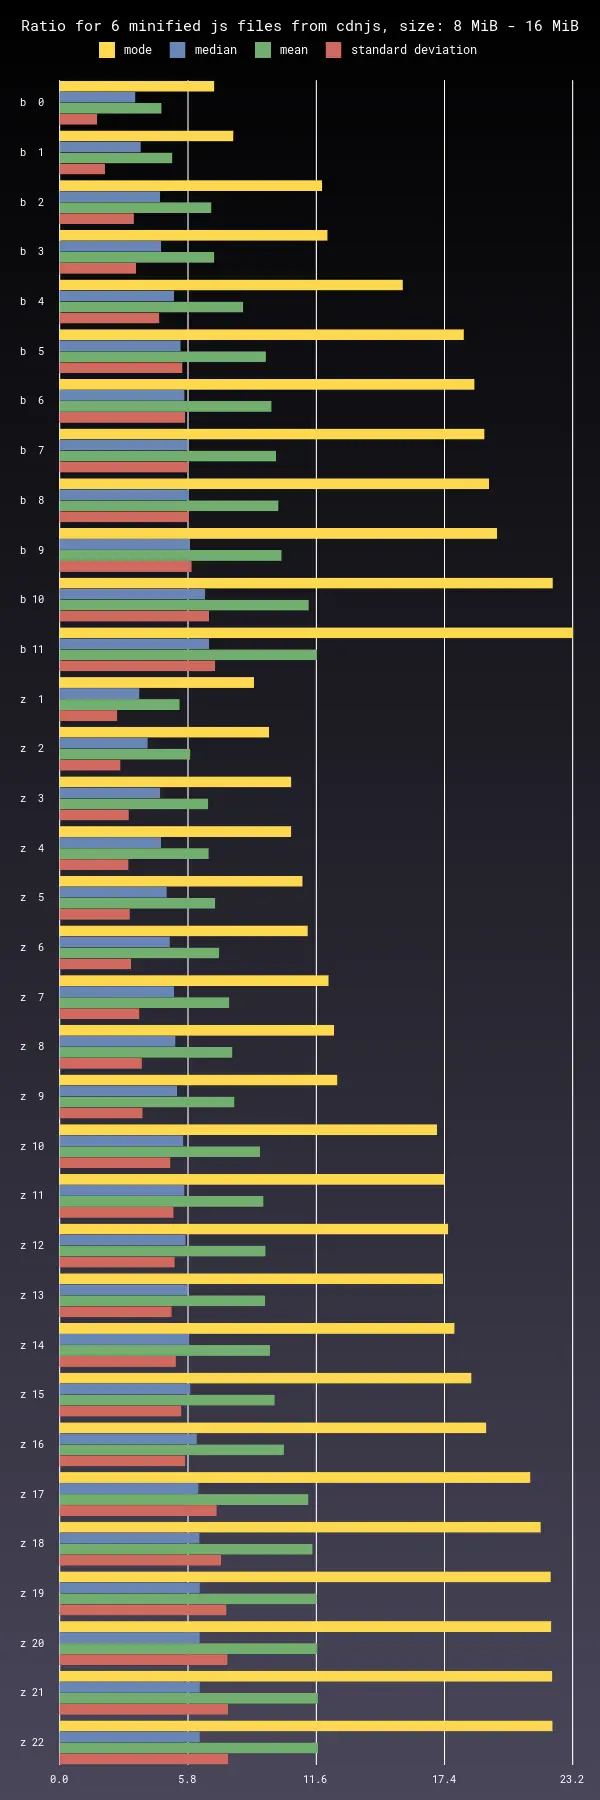 Ratio for 6 minified js files from cdnjs, size: 8 MiB - 16 MiB
mode median mean standard deviation
b 0
b 1
b 2
b 3
b 4
b 5
b 6
b 7
b 8
b 9
b 10
b 11
z 1
z 2
z 3
z 4
z 5
z 6
z 7
z 8
z 9
z 10
z 11
z 12
z 13
z 14
z 15
z 16
z 17
z 18
z 19
z 20
z 21
z 22
0.0 5.8 11.6 17.4 23.2